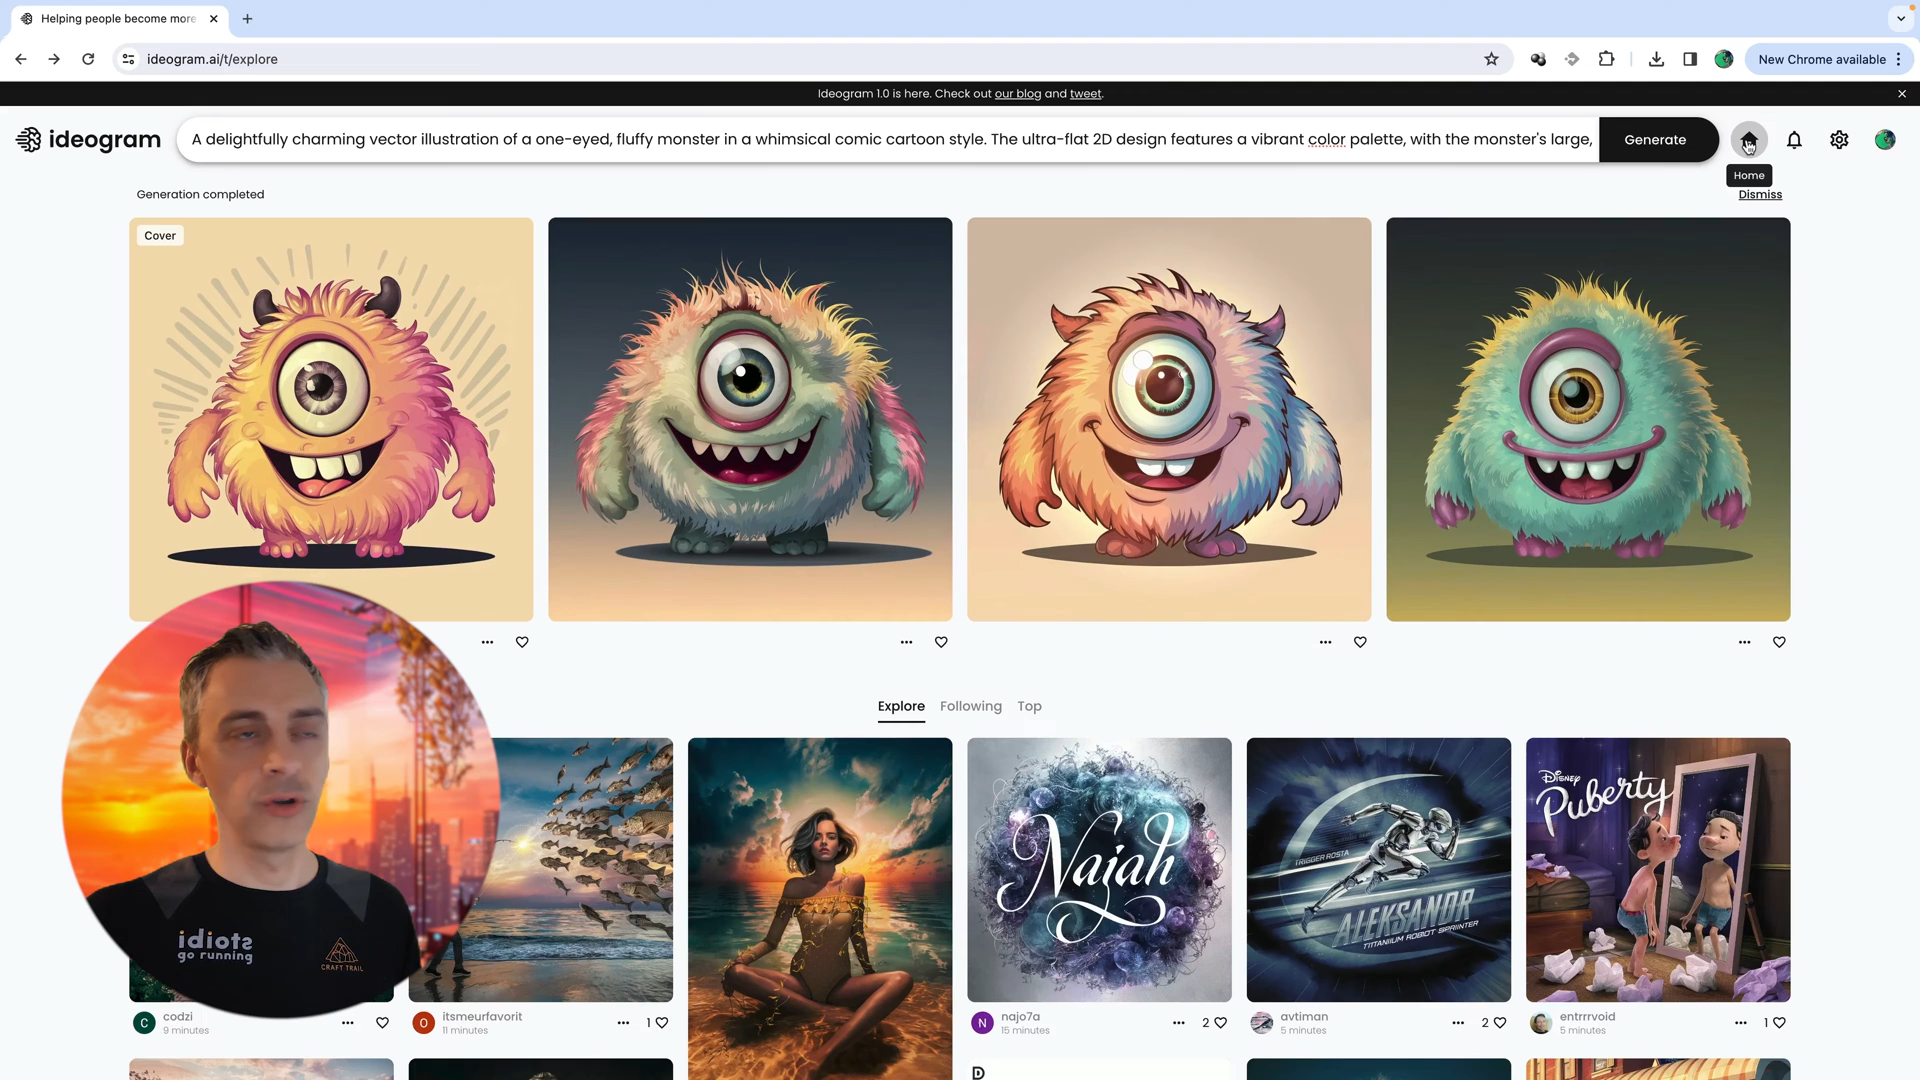 Helping people become more
ideogram.ai/t/explore
New Chrome available
Ideogram 1.0 is here. Check out our blog and tweet.
ideogram
A delightfully charming vector illustration of a one-eyed, fluffy monster in a whimsical comic cartoon style. The ultra-flat 2D design features a vibrant color palette, with the monster's large,
Generate
Home
Generation completed
Dismiss
Cover
Explore
Following
Top
Najah
TRIGGER ROSTA
ALEKSANDR
TITANIIUM ROBOT SPRIINTER
Disney
Puberty
idiots
go running
CRAFT TRAIL
C
codzi
9 minutes
O
itsmeurfavorit
11 minutes
1
N
najo7a
15 minutes
2
avtiman
5 minutes
2
entrrrvoid
5 minutes
1
D